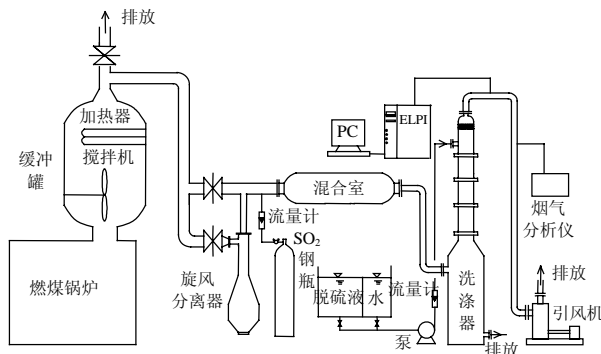 排放
加热器
搅拌机
缓冲
罐
燃煤锅炉
旋风
分离器
流量计
SO₂
钢
瓶
混合室
PC
ELPI
脱硫液
水
流量计
泵
洗
涤
器
排放
烟气
分析仪
排放
引风机